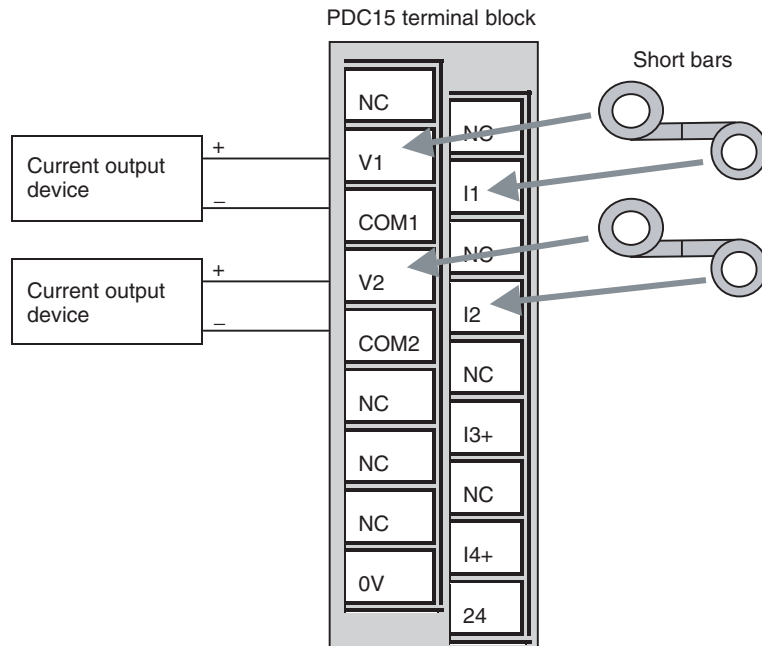 PDC15 terminal block
Short bars
Current output
device
+
−
Current output
device
+
−
NC
V1
COM1
V2
COM2
NC
NC
NC
0V
NC
I1
NC
I2
NC
I3+
NC
I4+
24